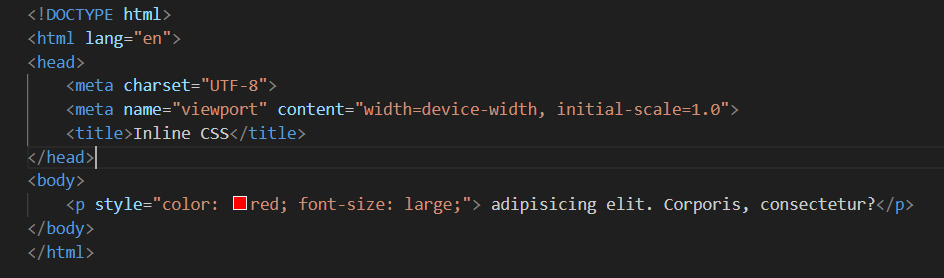 <!DOCTYPE html>
<html lang="en">
<head>
    <meta charset="UTF-8">
    <meta name="viewport" content="width=device-width, initial-scale=1.0">
    <title>Inline CSS</title>
</head>
<body>
    <p style="color: red; font-size: large;"> adipisicing elit. Corporis, consectetur?</p>
</body>
</html>